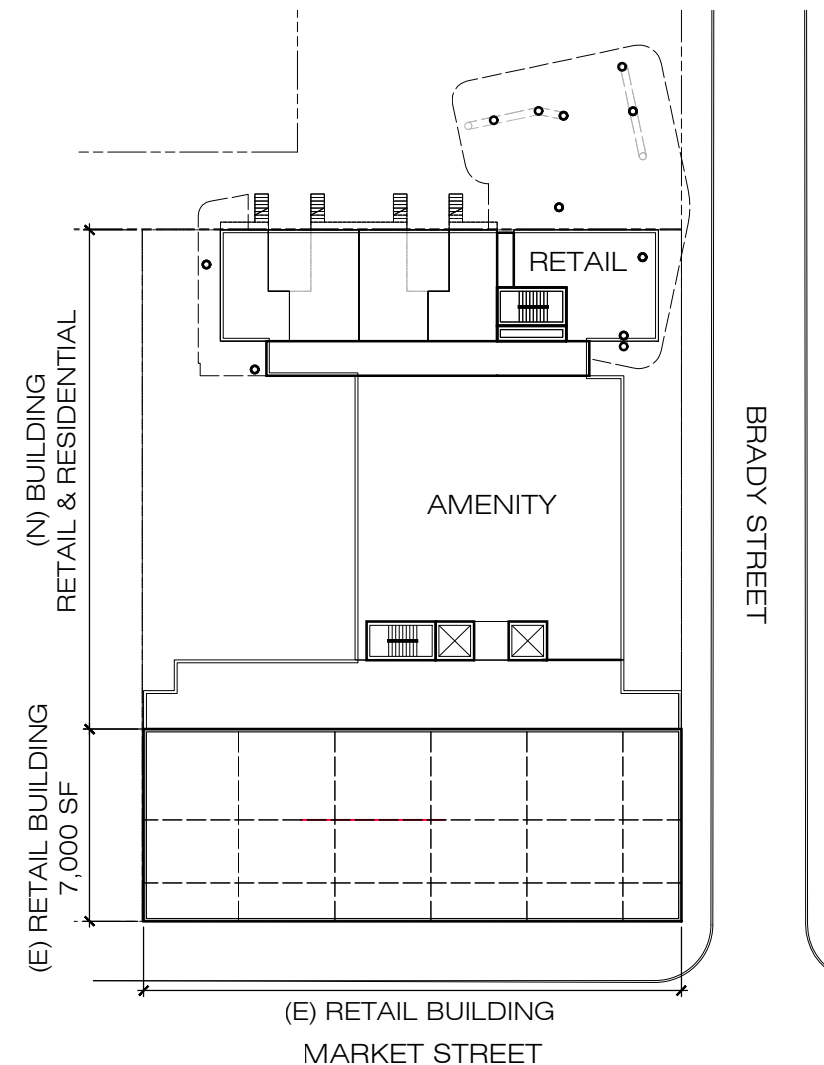 RETAIL
(N) BUILDING
RETAIL & RESIDENTIAL
AMENITY
BRADY STREET
(E) RETAIL BUILDING
7,000 SF
(E) RETAIL BUILDING
MARKET STREET